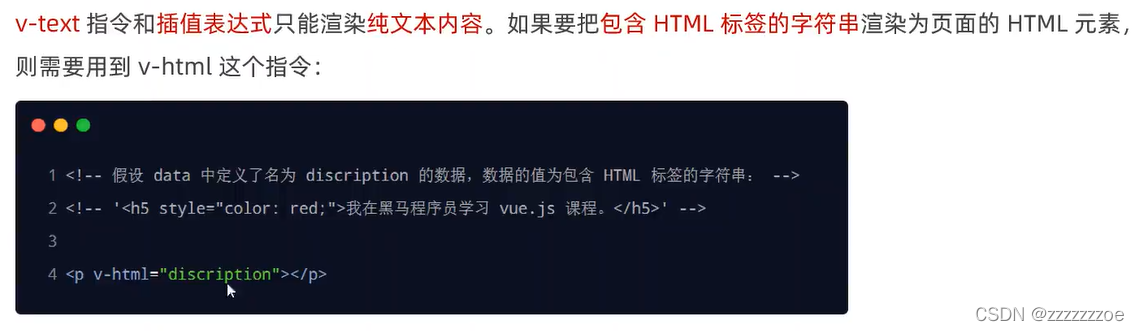 v-text 指令和插值表达式只能渲染纯文本内容。如果要把包含 HTML 标签的字符串渲染为页面的 HTML 元素，
则需要用到 v-html 这个指令：
1 <!-- 假设 data 中定义了名为 discription 的数据，数据的值为包含 HTML 标签的字符串： -->
2 <!-- '<h5 style="color: red;">我在黑马程序员学习 vue.js 课程。</h5>' -->
3
4 <p v-html="discription"></p>
CSDN @zzzzzzzoe